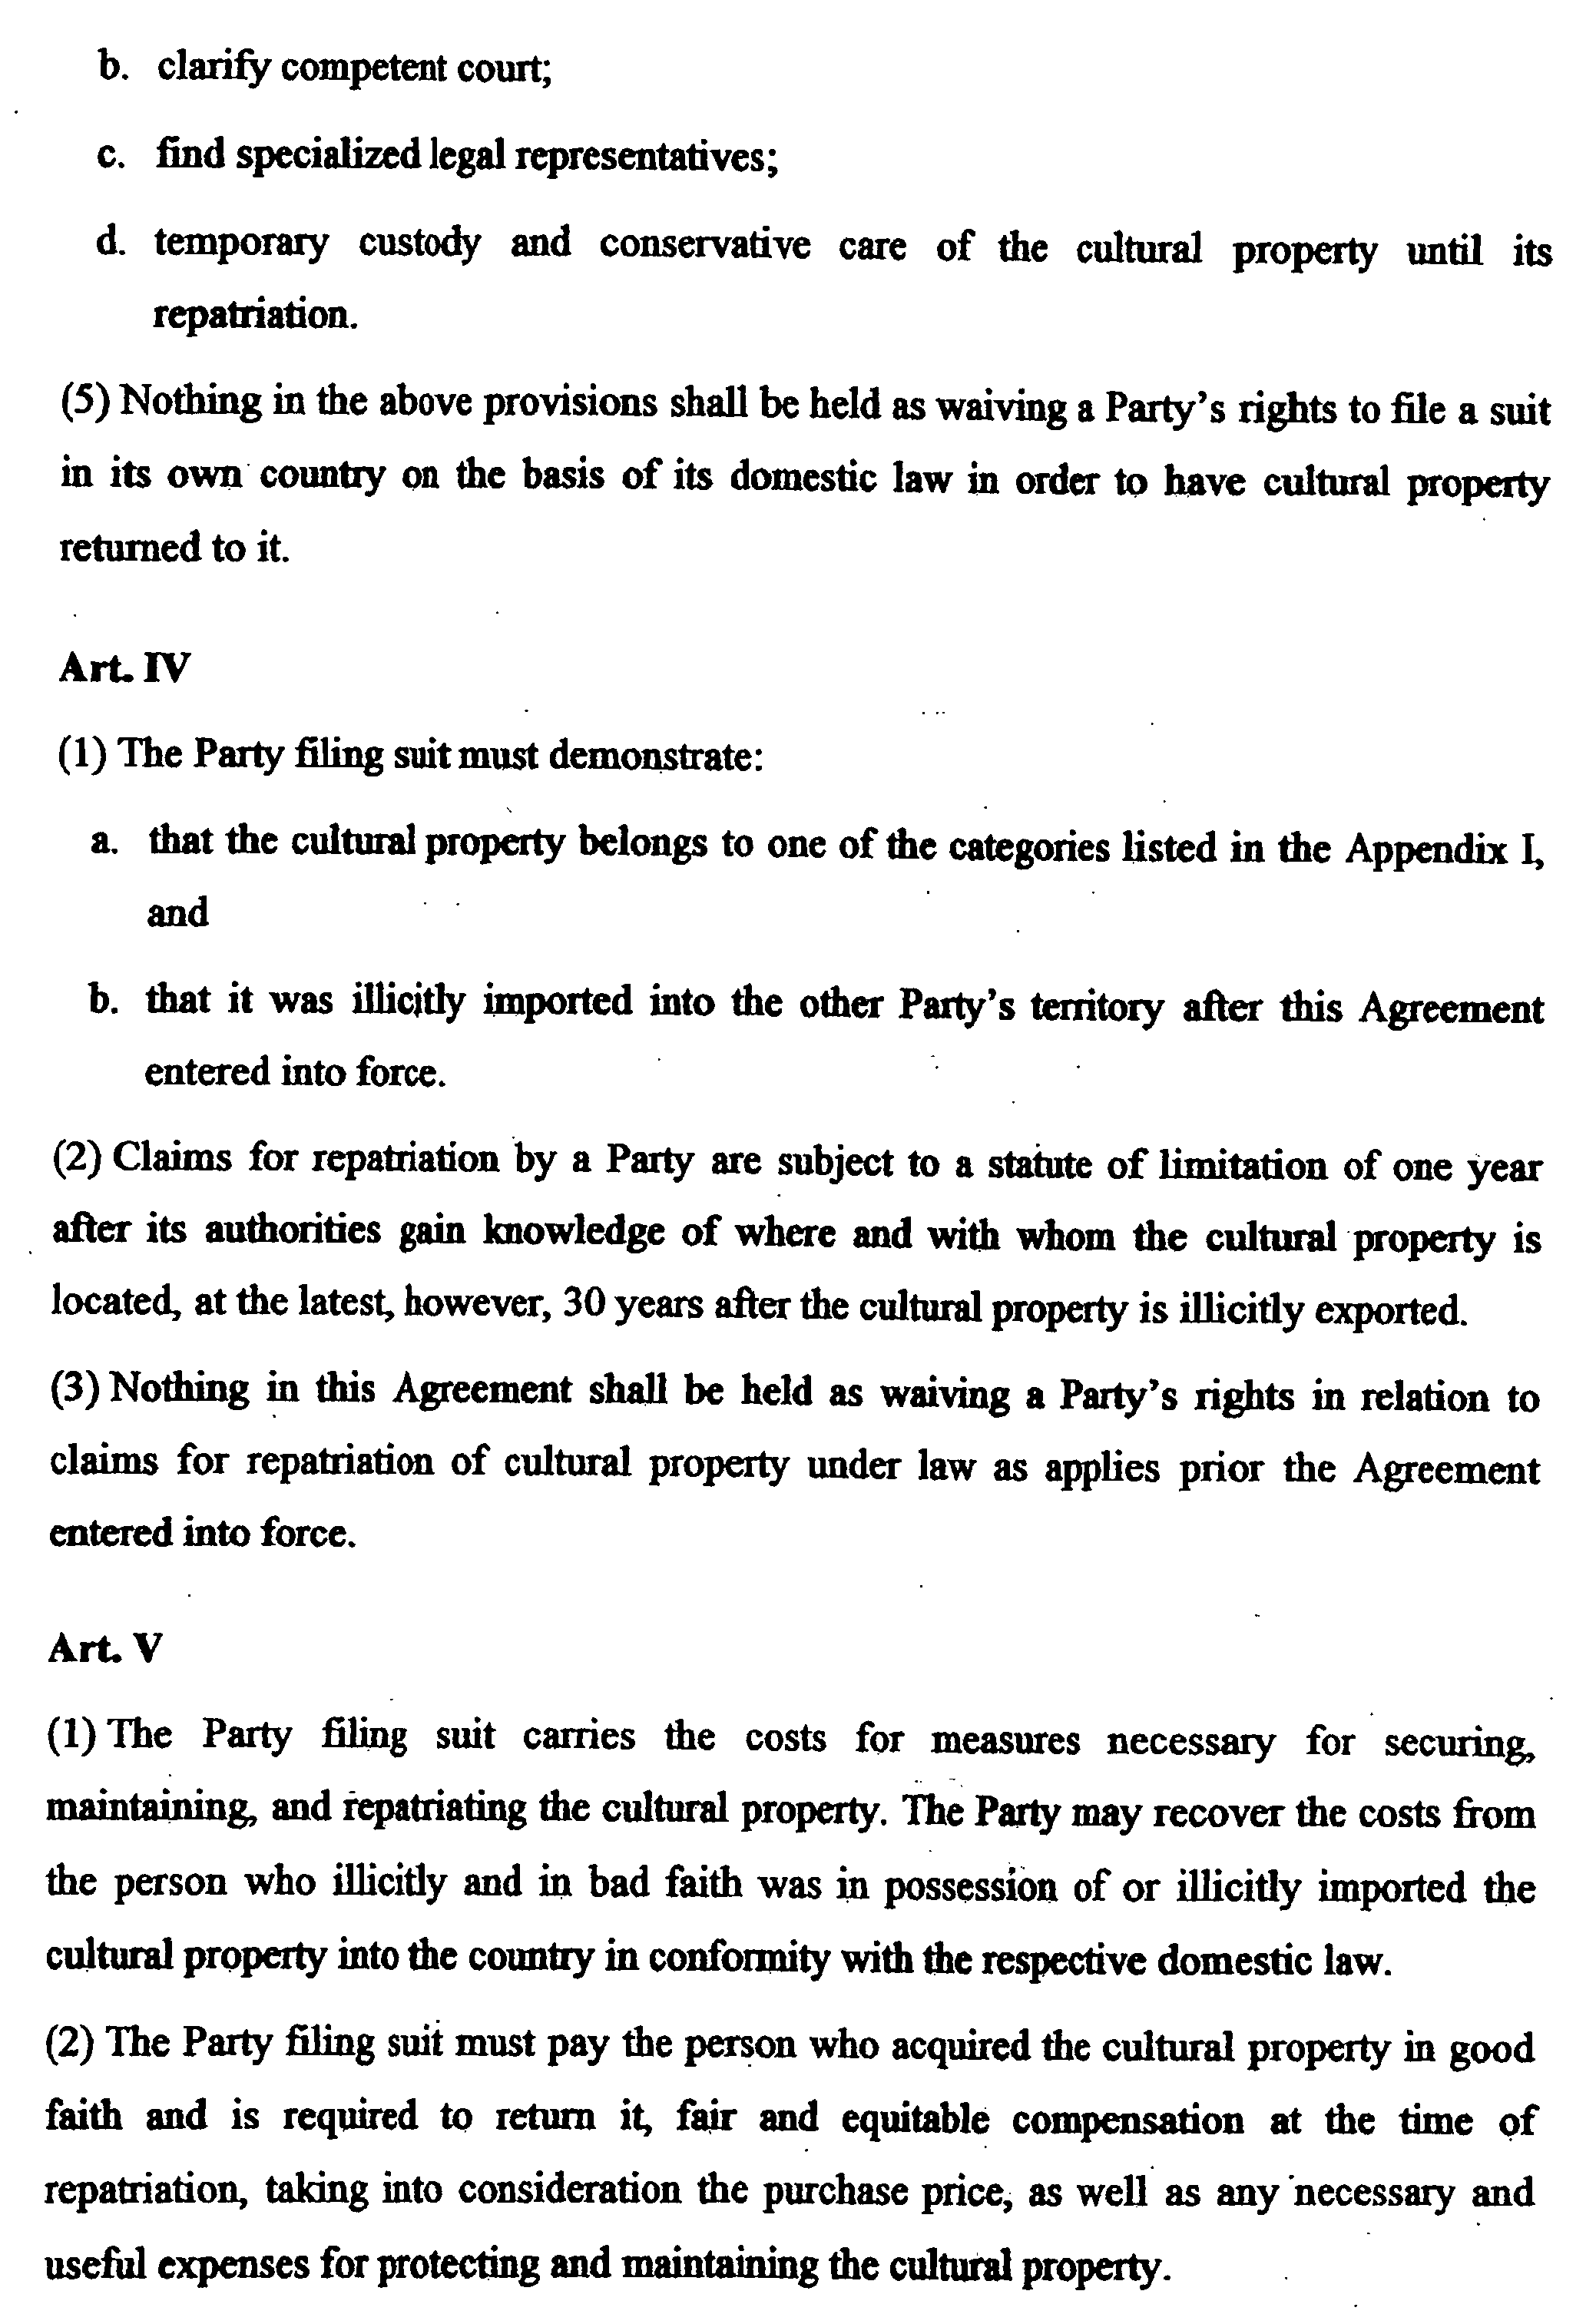 b. clarify competent court;
c. find specialized legal representatives;
d. temporary custody and conservative care of the cultural property until its
repatriation.
(5) Nothing in the above provisions shall be held as waiving a Party's rights to file a suit
in its own country on the basis of its domestic law in order to have cultural property
returned to it.
Art. IV
(1) The Party filing suit must demonstrate:
a. that the cultural property belongs to one of the categories listed in the Appendix I,
and
b. that it was illicitly imported into the other Party's territory after this Agreement
entered into force.
(2) Claims for repatriation by a Party are subject to a statute of limitation of one year
after its authorities gain knowledge of where and with whom the cultural property is
located, at the latest, however, 30 years after the cultural property is illicitly exported.
(3) Nothing in this Agreement shall be held as waiving a Party's rights in relation to
claims for repatriation of cultural property under law as applies prior the Agreement
entered into force.
Art. V
(1) The Party filing suit carries the costs for measures necessary for securing,
maintaining, and repatriating the cultural property. The Party may recover the costs from
the person who illicitly and in bad faith was in possession of or illicitly imported the
cultural property into the country in conformity with the respective domestic law.
(2) The Party filing suit must pay the person who acquired the cultural property in good
faith and is required to return it, fair and equitable compensation at the time of
repatriation, taking into consideration the purchase price, as well as any necessary and
useful expenses for protecting and maintaining the cultural property.